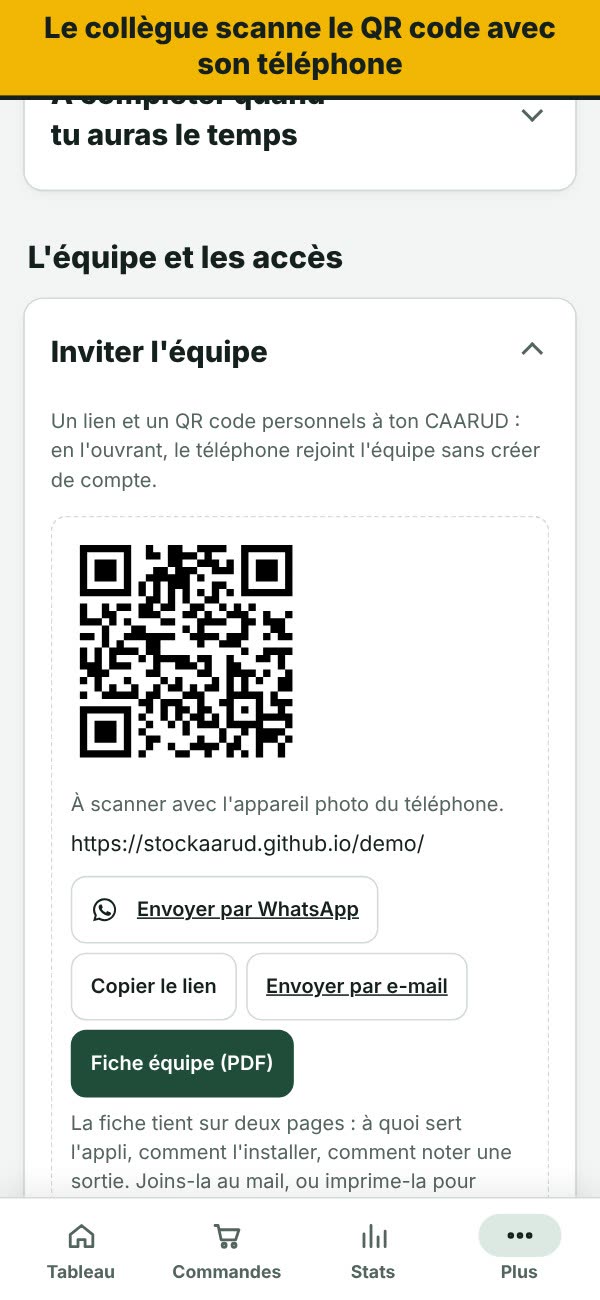 Le collègue scanne le QR code avec
son téléphone
À compléter quand
tu auras le temps
L'équipe et les accès
Inviter l'équipe
Un lien et un QR code personnels à ton CAARUD :
en l'ouvrant, le téléphone rejoint l'équipe sans créer
de compte.
À scanner avec l'appareil photo du téléphone.
https://stockaarud.github.io/demo/
Envoyer par WhatsApp
Copier le lien
Envoyer par e-mail
Fiche équipe (PDF)
La fiche tient sur deux pages : à quoi sert
l'appli, comment l'installer, comment noter une
sortie. Joins-la au mail, ou imprime-la pour
Tableau
Commandes
Stats
Plus